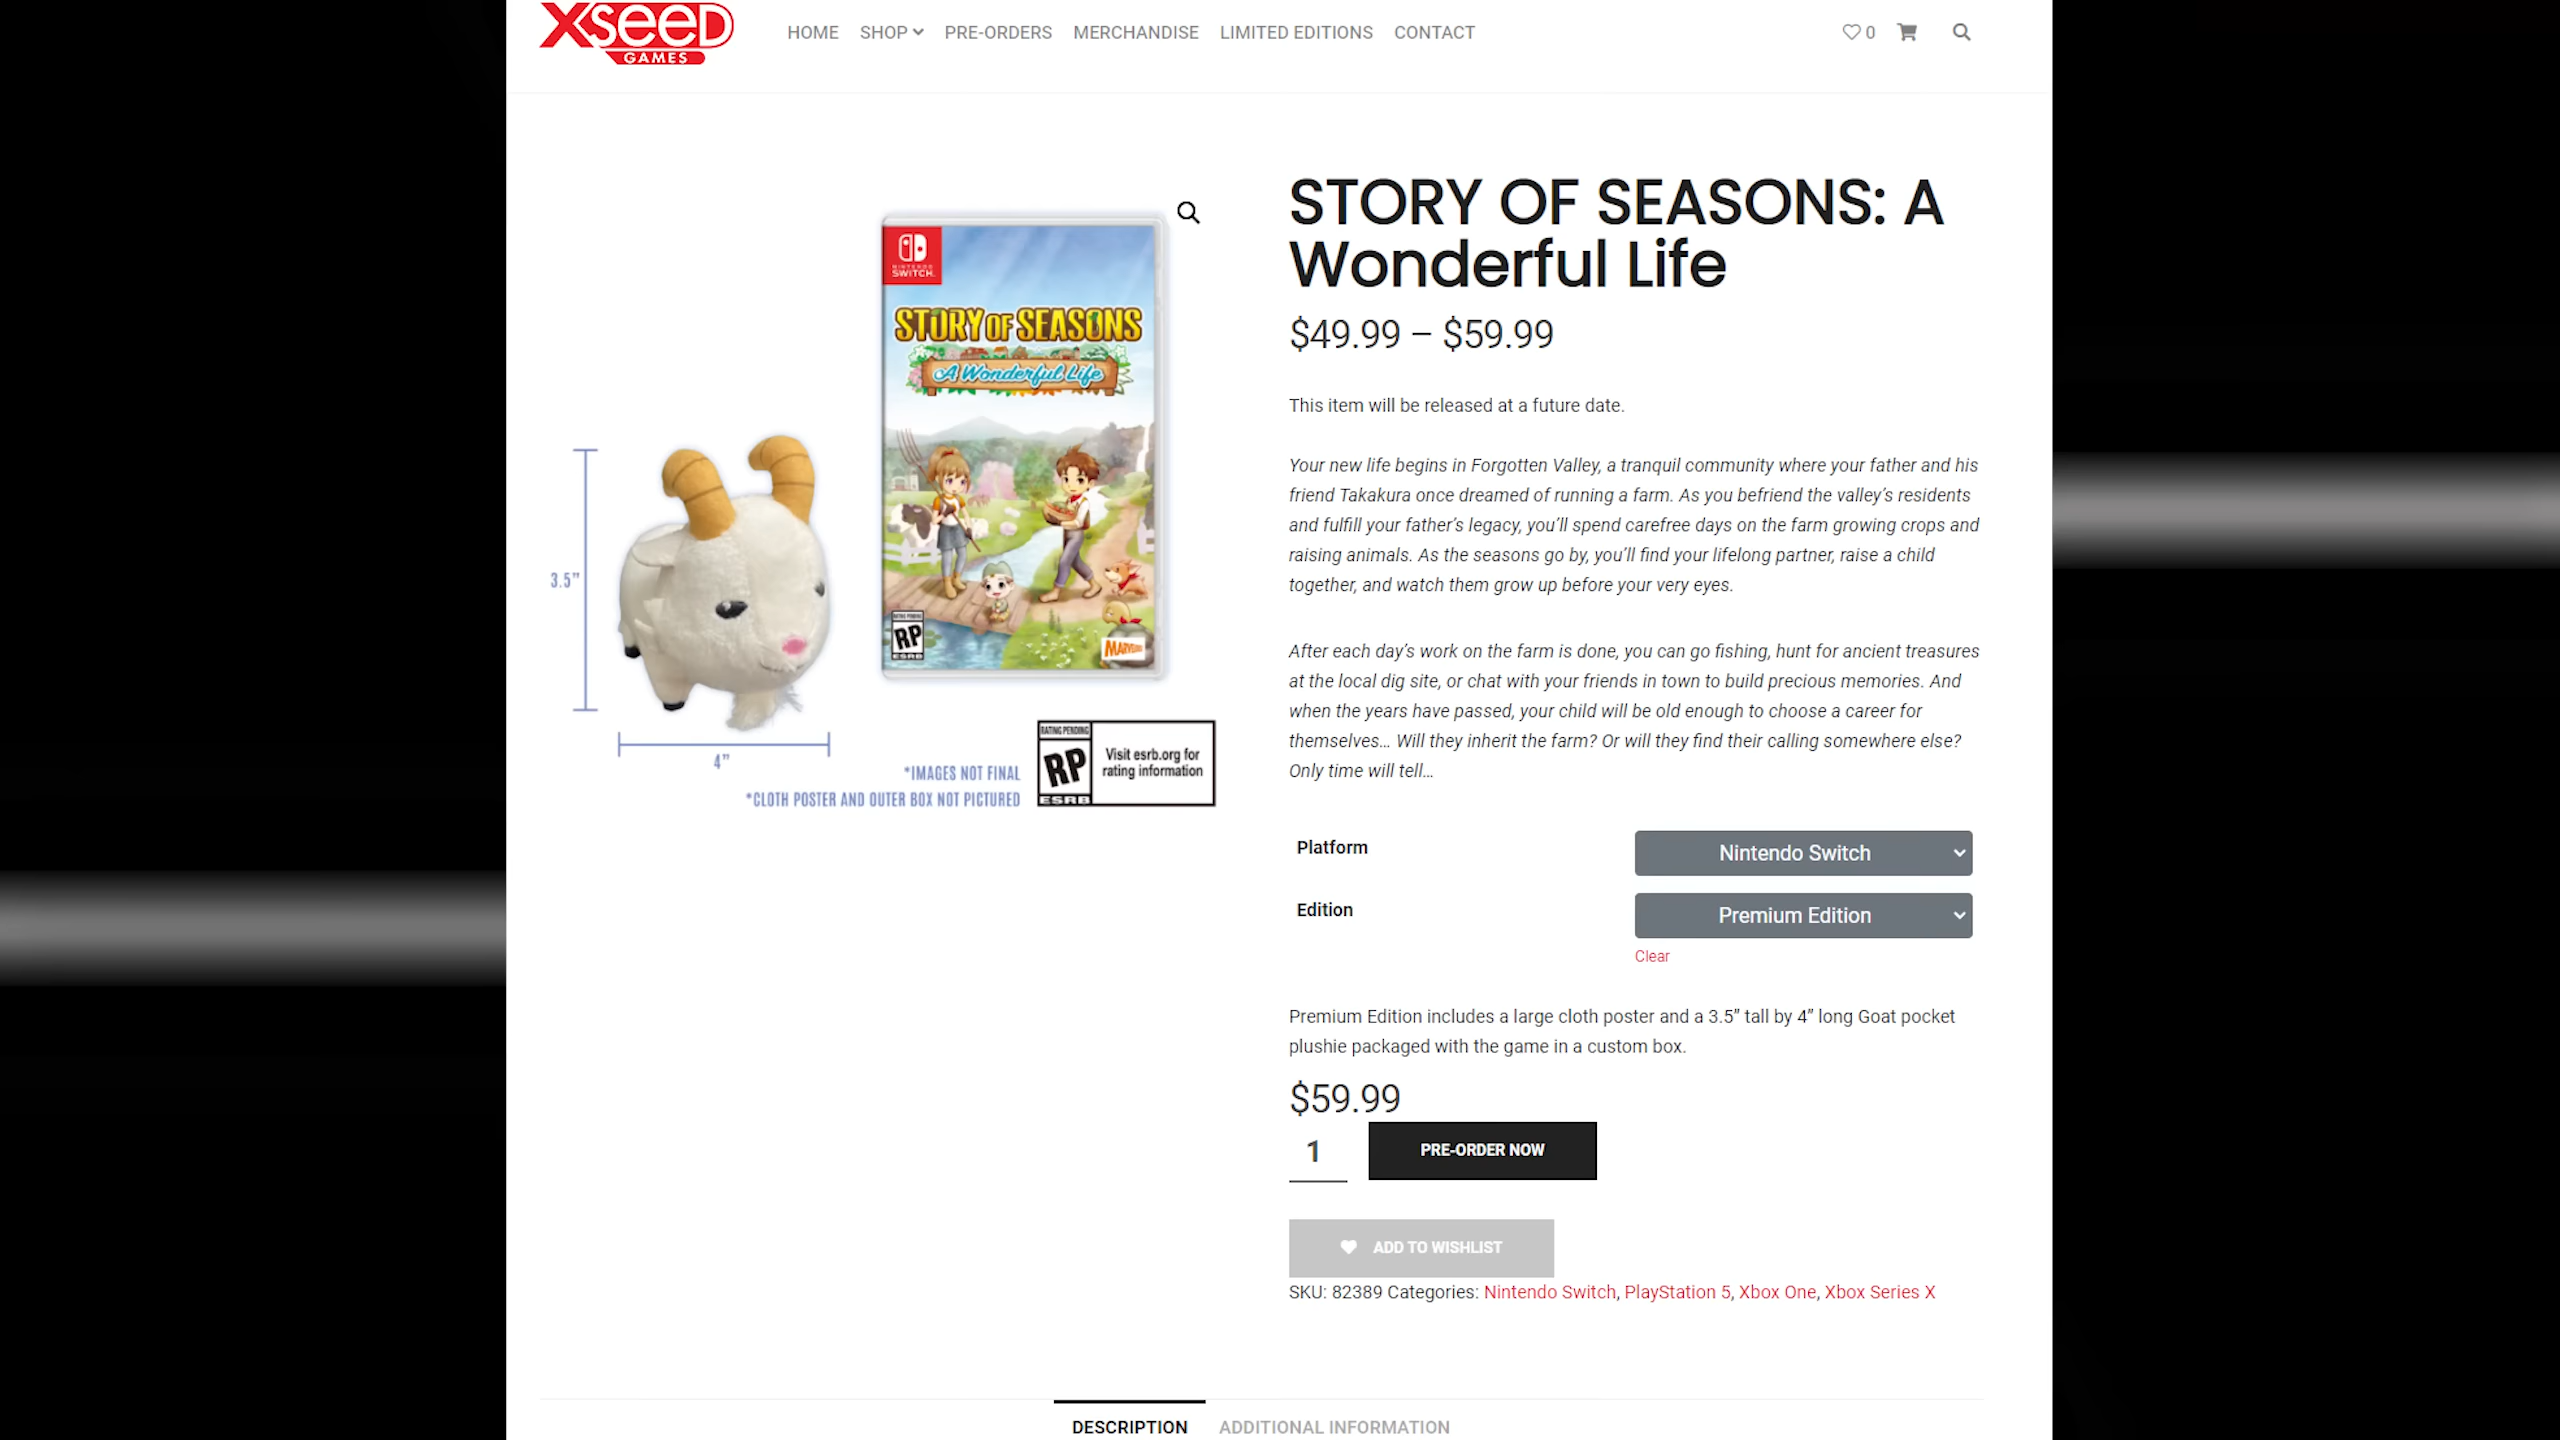 XSEED
GAMES
HOME SHOP PRE-ORDERS MERCHANDISE LIMITED EDITIONS CONTACT
0
STORY OF SEASONS: A
Wonderful Life
$49.99 – $59.99
This item will be released at a future date.
Your new life begins in Forgotten Valley, a tranquil community where your father and his
friend Takakura once dreamed of running a farm. As you befriend the valley's residents
and fulfill your father's legacy, you'll spend carefree days on the farm growing crops and
raising animals. As the seasons go by, you'll find your lifelong partner, raise a child
together, and watch them grow up before your very eyes.
After each day's work on the farm is done, you can go fishing, hunt for ancient treasures
at the local dig site, or chat with your friends in town to build precious memories. And
when the years have passed, your child will be old enough to choose a career for
themselves… Will they inherit the farm? Or will they find their calling somewhere else?
Only time will tell…
NINTENDO
SWITCH.
STORY OF SEASONS
A Wonderful Life
RATING PENDING
RP
ESRB
MARVELOUS
3.5"
4"
*IMAGES NOT FINAL
*CLOTH POSTER AND OUTER BOX NOT PICTURED
RATING PENDING
RP
ESRB
Visit esrb.org for
rating information
Platform
Nintendo Switch
Edition
Premium Edition
Clear
Premium Edition includes a large cloth poster and a 3.5” tall by 4” long Goat pocket
plushie packaged with the game in a custom box.
$59.99
1
PRE-ORDER NOW
ADD TO WISHLIST
SKU: 82389 Categories: Nintendo Switch, PlayStation 5, Xbox One, Xbox Series X
DESCRIPTION ADDITIONAL INFORMATION